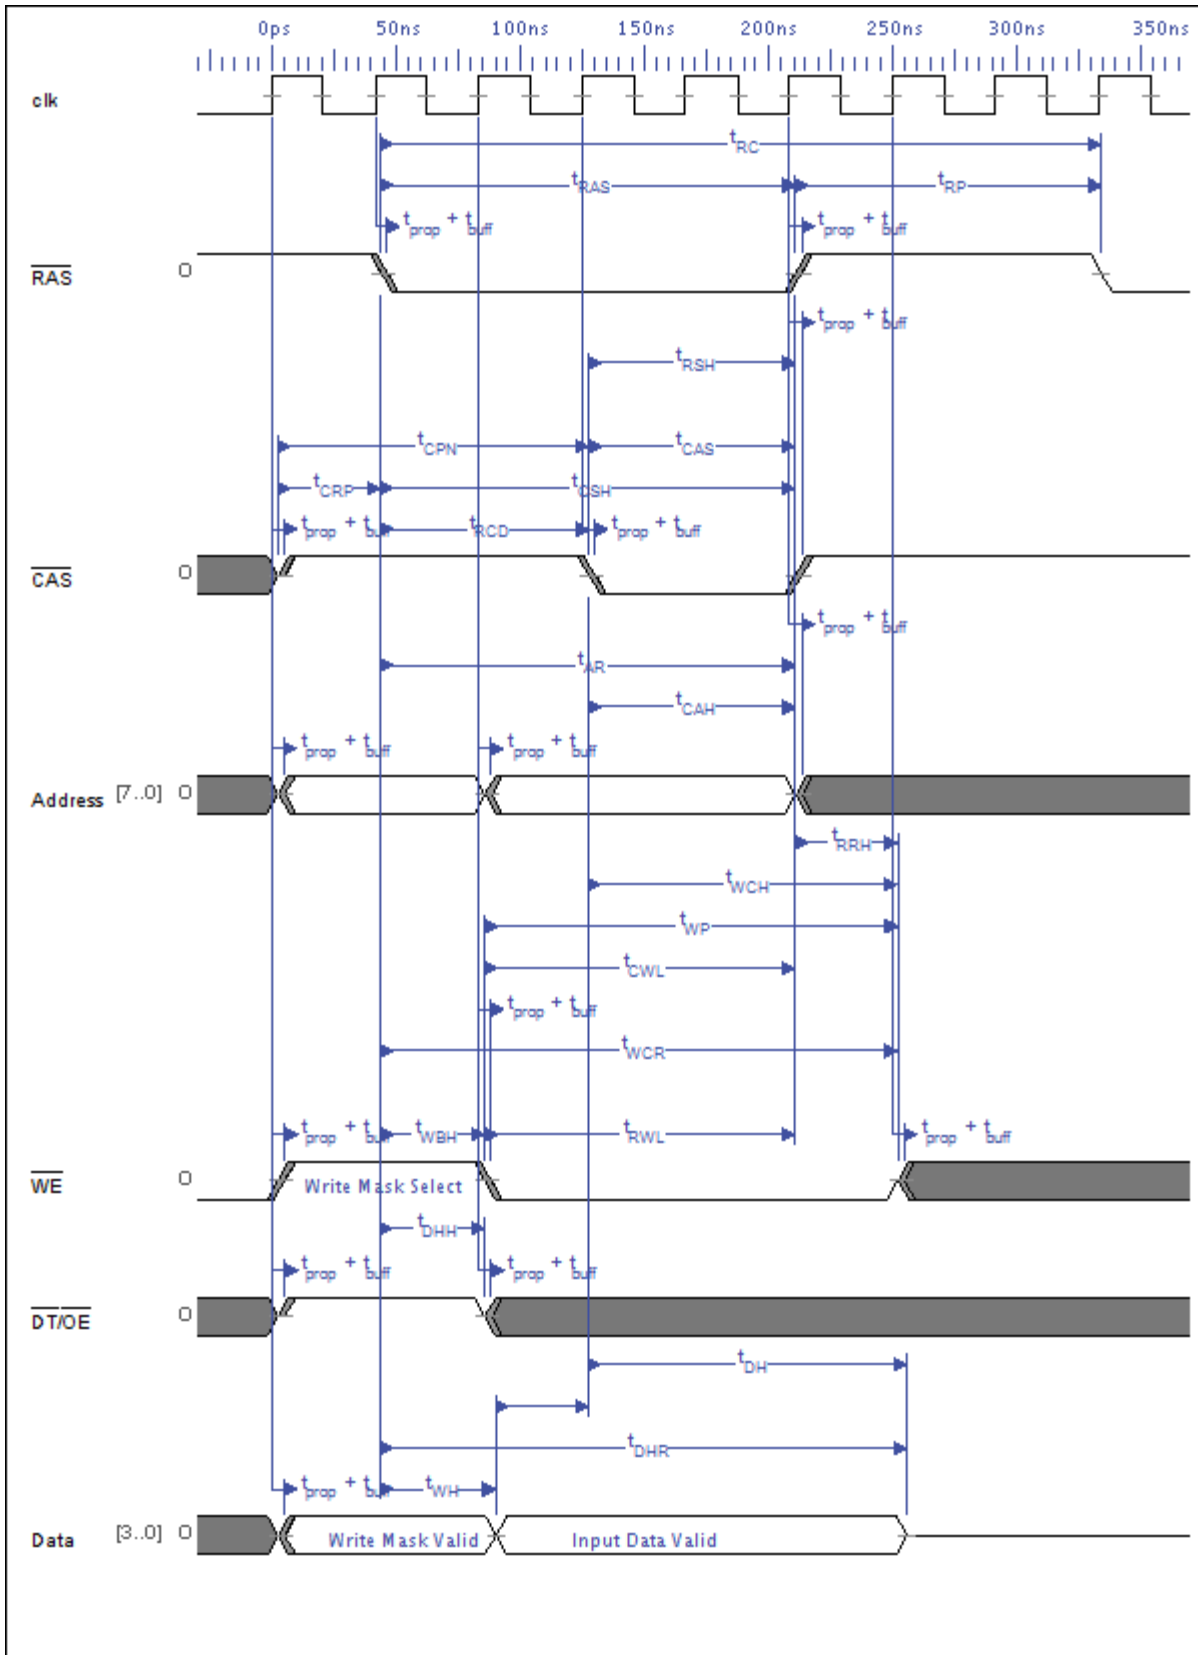 0ps 50ns 100ns 150ns 200ns 250ns 300ns 350ns
clk
tRC
tRAS tRP
tprop + tbuff tprop + tbuff
RAS 0
tprop + tbuff
tRSH
tCPN tCAS
tCRP tCSH
tprop + tbuff tRCD tprop + tbuff
CAS 0
tprop + tbuff
tAR
tCAH
tprop + tbuff tprop + tbuff
Address [7..0] 0
tRRH
tWCH
tWP
tCWL
tprop + tbuff
tWCR
tprop + tbuff tWBH tRWL tprop + tbuff
WE 0 Write Mask Select
tDHH
tprop + tbuff tprop + tbuff
DT/OE 0
tDH
tDHR
tprop + tbuff tWH
Data [3..0] 0 Write Mask Valid Input Data Valid